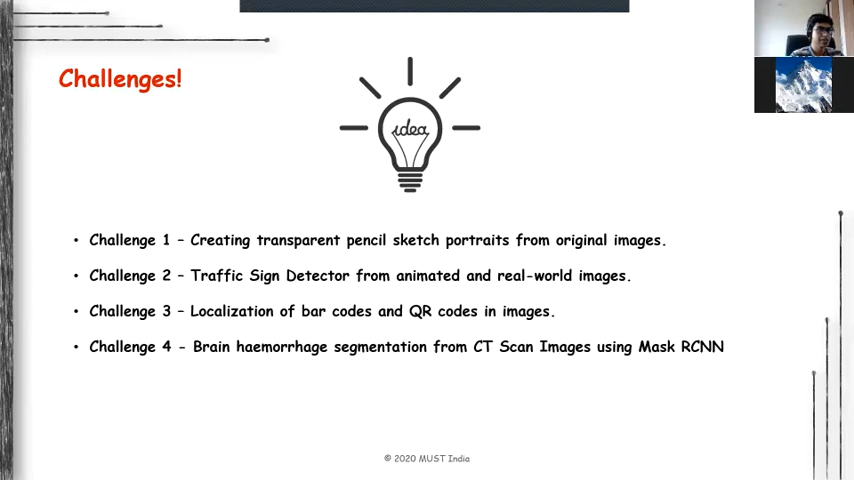 Challenges!
idea
• Challenge 1 – Creating transparent pencil sketch portraits from original images.
• Challenge 2 – Traffic Sign Detector from animated and real-world images.
• Challenge 3 – Localization of bar codes and QR codes in images.
• Challenge 4 - Brain haemorrhage segmentation from CT Scan Images using Mask RCNN
© 2020 MUST India